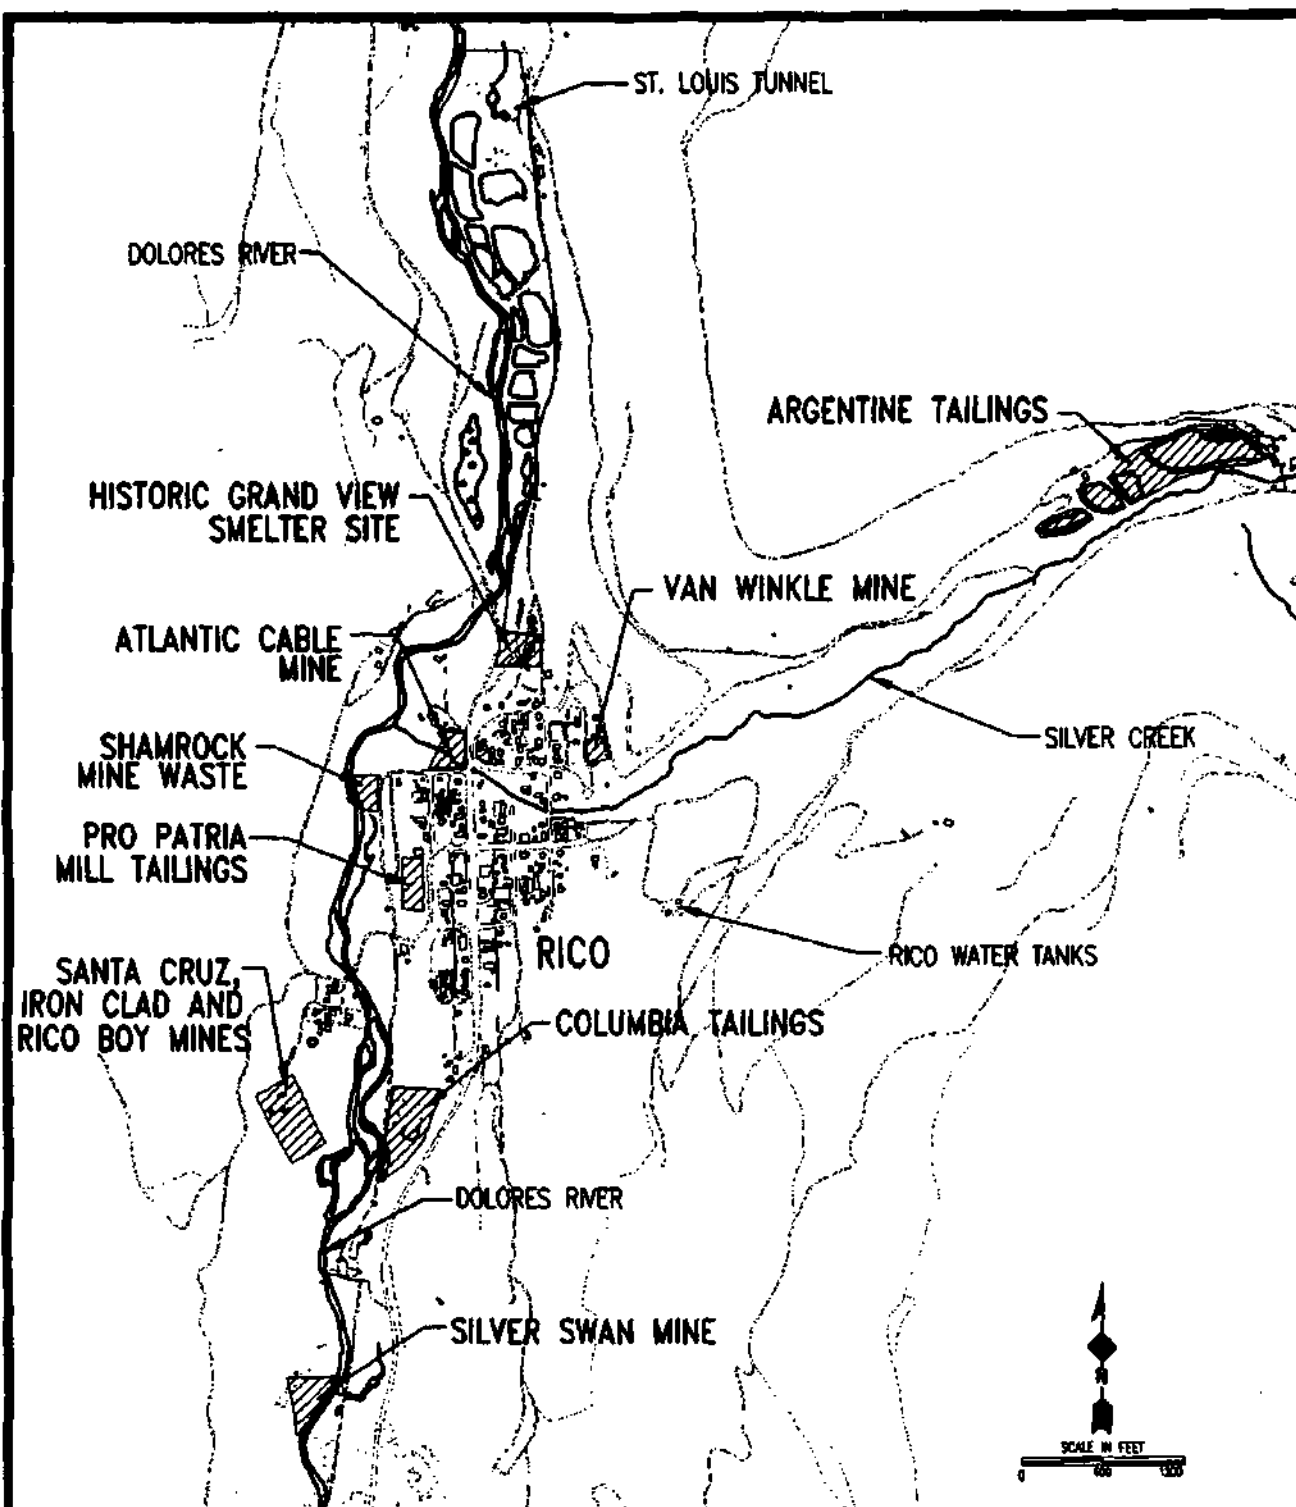 ST. LOUIS TUNNEL
DOLORES RIVER
ARGENTINE TAILINGS
HISTORIC GRAND VIEW
SMELTER SITE
VAN WINKLE MINE
ATLANTIC CABLE
MINE
SHAMROCK
MINE WASTE
SILVER CREEK
PRO PATRIA
MILL TAILINGS
RICO
RICO WATER TANKS
SANTA CRUZ,
IRON CLAD AND
RICO BOY MINES
COLUMBIA TAILINGS
DOLORES RIVER
SILVER SWAN MINE
SCALE IN FEET
0